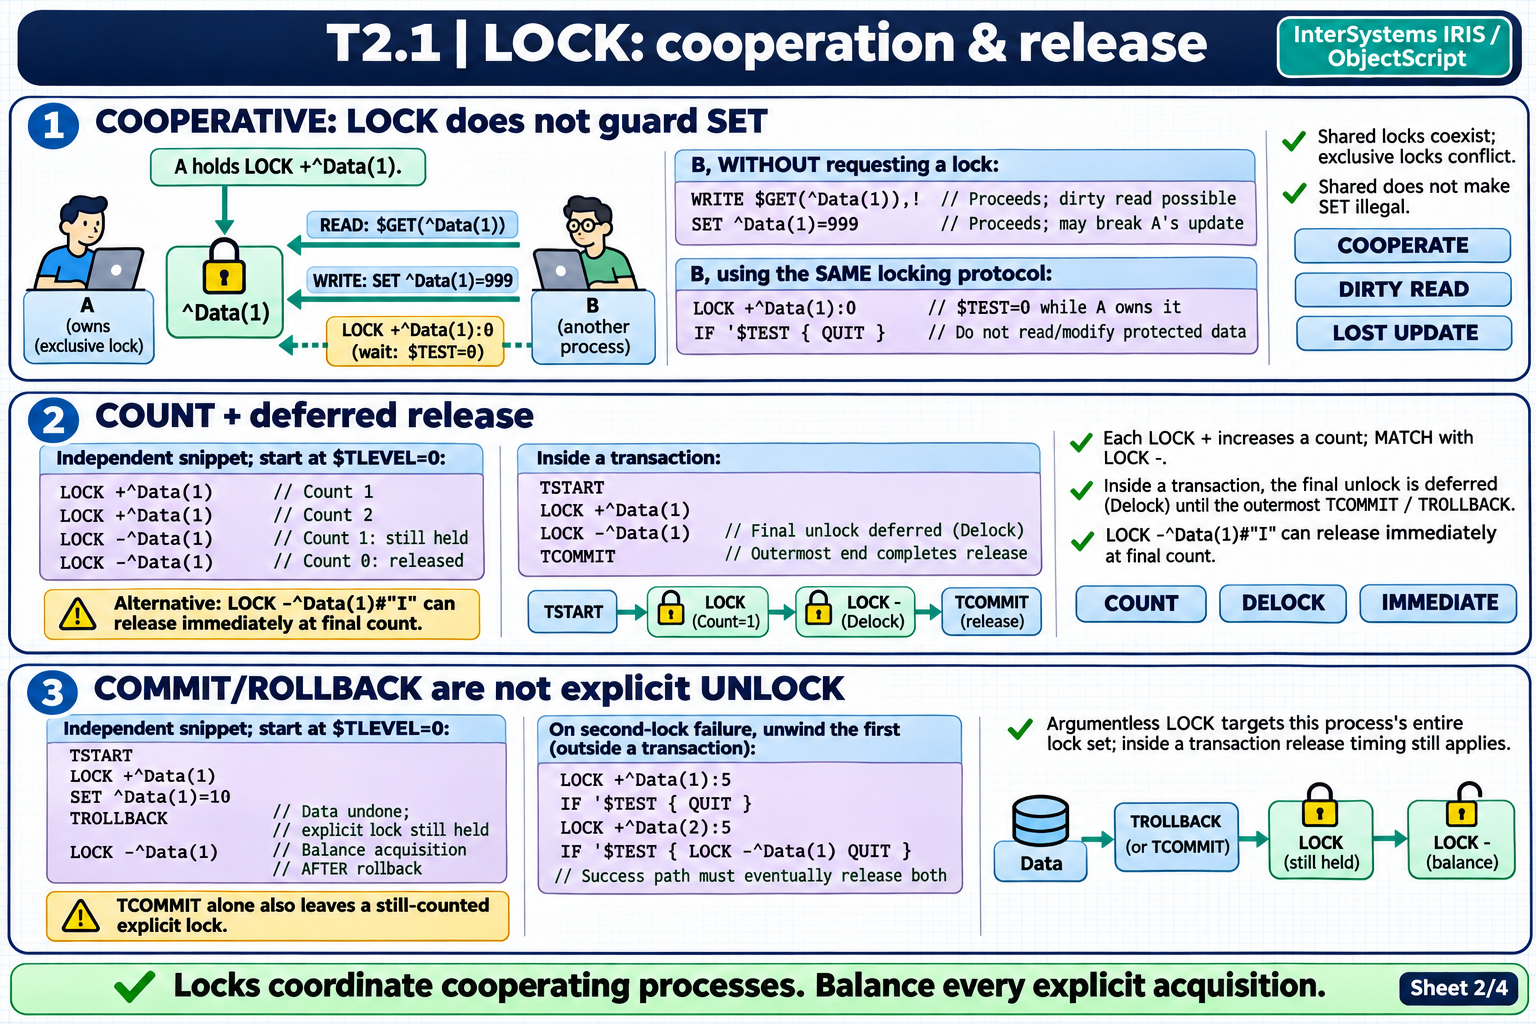 T2.1 | LOCK: cooperation & release
InterSystems IRIS /
ObjectScript
1 COOPERATIVE: LOCK does not guard SET
A holds LOCK +^Data(1).
READ: $GET(^Data(1))
WRITE: SET ^Data(1)=999
LOCK +^Data(1):0
(wait: $TEST=0)
^Data(1)
A
(owns
(exclusive lock)
B
(another
process)
B, WITHOUT requesting a lock:
WRITE $GET(^Data(1)),! // Proceeds; dirty read possible
SET ^Data(1)=999 // Proceeds; may break A's update
B, using the SAME locking protocol:
LOCK +^Data(1):0 // $TEST=0 while A owns it
IF '$TEST { QUIT } // Do not read/modify protected data
✓ Shared locks coexist;
exclusive locks conflict.
✓ Shared does not make
SET illegal.
COOPERATE
DIRTY READ
LOST UPDATE
2 COUNT + deferred release
Independent snippet; start at $TLEVEL=0:
LOCK +^Data(1) // Count 1
LOCK +^Data(1) // Count 2
LOCK -^Data(1) // Count 1: still held
LOCK -^Data(1) // Count 0: released
Alternative: LOCK -^Data(1)#"I" can
release immediately at final count.
Inside a transaction:
TSTART
LOCK +^Data(1)
LOCK -^Data(1) // Final unlock deferred (Delock)
TCOMMIT // Outermost end completes release
TSTART
LOCK
(Count=1)
LOCK -
(Delock)
TCOMMIT
(release)
✓ Each LOCK + increases a count; MATCH with
LOCK -.
✓ Inside a transaction, the final unlock is deferred
(Delock) until the outermost TCOMMIT / TROLLBACK.
✓ LOCK -^Data(1)#"I" can release immediately
at final count.
COUNT
DELOCK
IMMEDIATE
3 COMMIT/ROLLBACK are not explicit UNLOCK
Independent snippet; start at $TLEVEL=0:
TSTART
LOCK +^Data(1)
SET ^Data(1)=10
TROLLBACK // Data undone;
// explicit lock still held
LOCK -^Data(1) // Balance acquisition
// AFTER rollback
TCOMMIT alone also leaves a still-counted
explicit lock.
On second-lock failure, unwind the first
(outside a transaction):
LOCK +^Data(1):5
IF '$TEST { QUIT }
LOCK +^Data(2):5
IF '$TEST { LOCK -^Data(1) QUIT }
// Success path must eventually release both
✓ Argumentless LOCK targets this process's entire
lock set; inside a transaction release timing still applies.
Data
TROLLBACK
(or TCOMMIT)
LOCK
(still held)
LOCK -
(balance)
✓ Locks coordinate cooperating processes. Balance every explicit acquisition.
Sheet 2/4